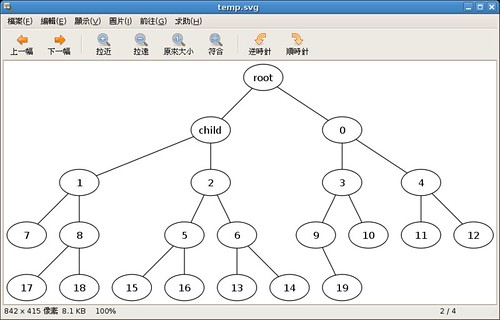 temp.svg
檔案(F) 編輯(E) 顯示(V) 圖片(I) 前往(G) 求助(H)
上一幅 下一幅 拉近 拉遠 原來大小 符合 逆時針 順時針
root
child 0
1 2 3 4
7 8 5 6 9 10 11 12
17 18 15 16 13 14 19
842 × 415 像素 8.1 KB 100% 2 / 4